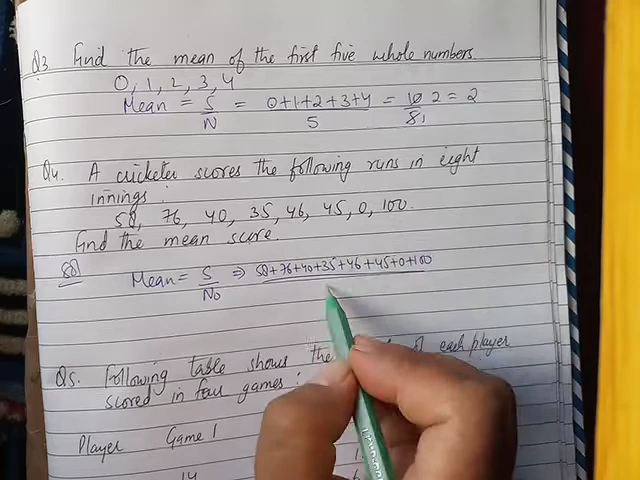 Q3 Find the mean of the first five whole numbers
0, 1, 2, 3, 4
Mean = S/N = 0+1+2+3+4/5 = 10/5 2 = 2
Q4. A cricketer scores the following runs in eight
innings:
58, 76, 40, 35, 46, 45, 0, 100.
Find the mean score.
Sol Mean = S/No ⇒ 58+76+40+35+46+45+0+100
Q5. Following table shows the of each player
scored in four games:
Player Game 1
14